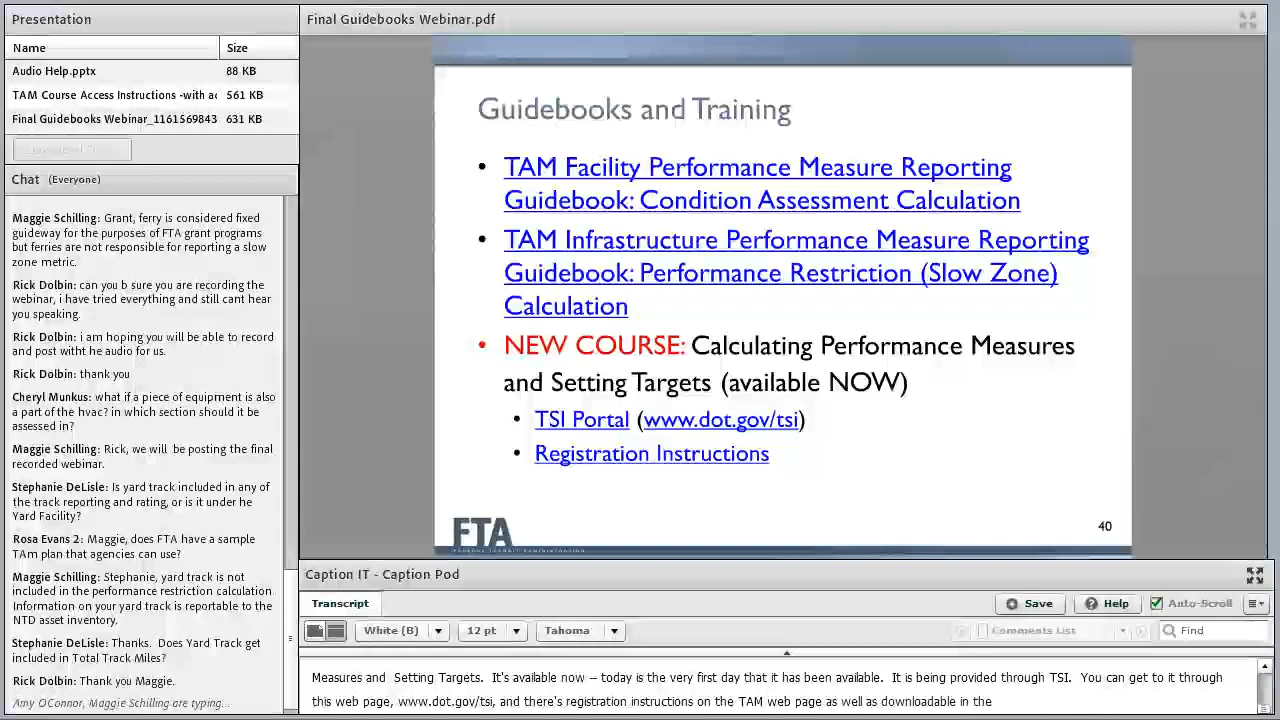 Presentation
Name
Size
Audio Help.pptx
88 KB
TAM Course Access Instructions -with ac
561 KB
Final Guidebooks Webinar_1161569843
631 KB
Chat (Everyone)
Maggie Schilling: Grant, ferry is considered fixed
guideway for the purposes of FTA grant programs
but ferries are not responsible for reporting a slow
zone metric.
Rick Dolbin: can you b sure you are recording the
webinar, i have tried everything and still cant hear
you speaking.
Rick Dolbin: i am hoping you will be able to record
and post witht he audio for us.
Rick Dolbin: thank you
Cheryl Munkus: what if a piece of equipment is also
a part of the hvac? in which section should it be
assessed in?
Maggie Schilling: Rick, we will be posting the final
recorded webinar.
Stephanie DeLisle: Is yard track included in any of
the track reporting and rating, or is it under he
Yard Facility?
Rosa Evans 2: Maggie, does FTA have a sample
TAm plan that agencies can use?
Maggie Schilling: Stephanie, yard track is not
included in the performance restriction calculation.
Information on your yard track is reportable to the
NTD asset inventory.
Stephanie DeLisle: Thanks. Does Yard Track get
included in Total Track Miles?
Rick Dolbin: Thank you Maggie.
Amy OConnor, Maggie Schilling are typing...
Final Guidebooks Webinar.pdf
Guidebooks and Training
• TAM Facility Performance Measure Reporting
Guidebook: Condition Assessment Calculation
• TAM Infrastructure Performance Measure Reporting
Guidebook: Performance Restriction (Slow Zone)
Calculation
• NEW COURSE: Calculating Performance Measures
and Setting Targets (available NOW)
• TSI Portal (www.dot.gov/tsi)
• Registration Instructions
FTA
FEDERAL TRANSIT ADMINISTRATION
40
Caption IT - Caption Pod
Transcript
Save
Help
Auto-Scroll
White (B)
12 pt
Tahoma
Comments List
Find
Measures and Setting Targets. It's available now – today is the very first day that it has been available. It is being provided through TSI. You can get to it through
this web page, www.dot.gov/tsi, and there's registration instructions on the TAM web page as well as downloadable in the